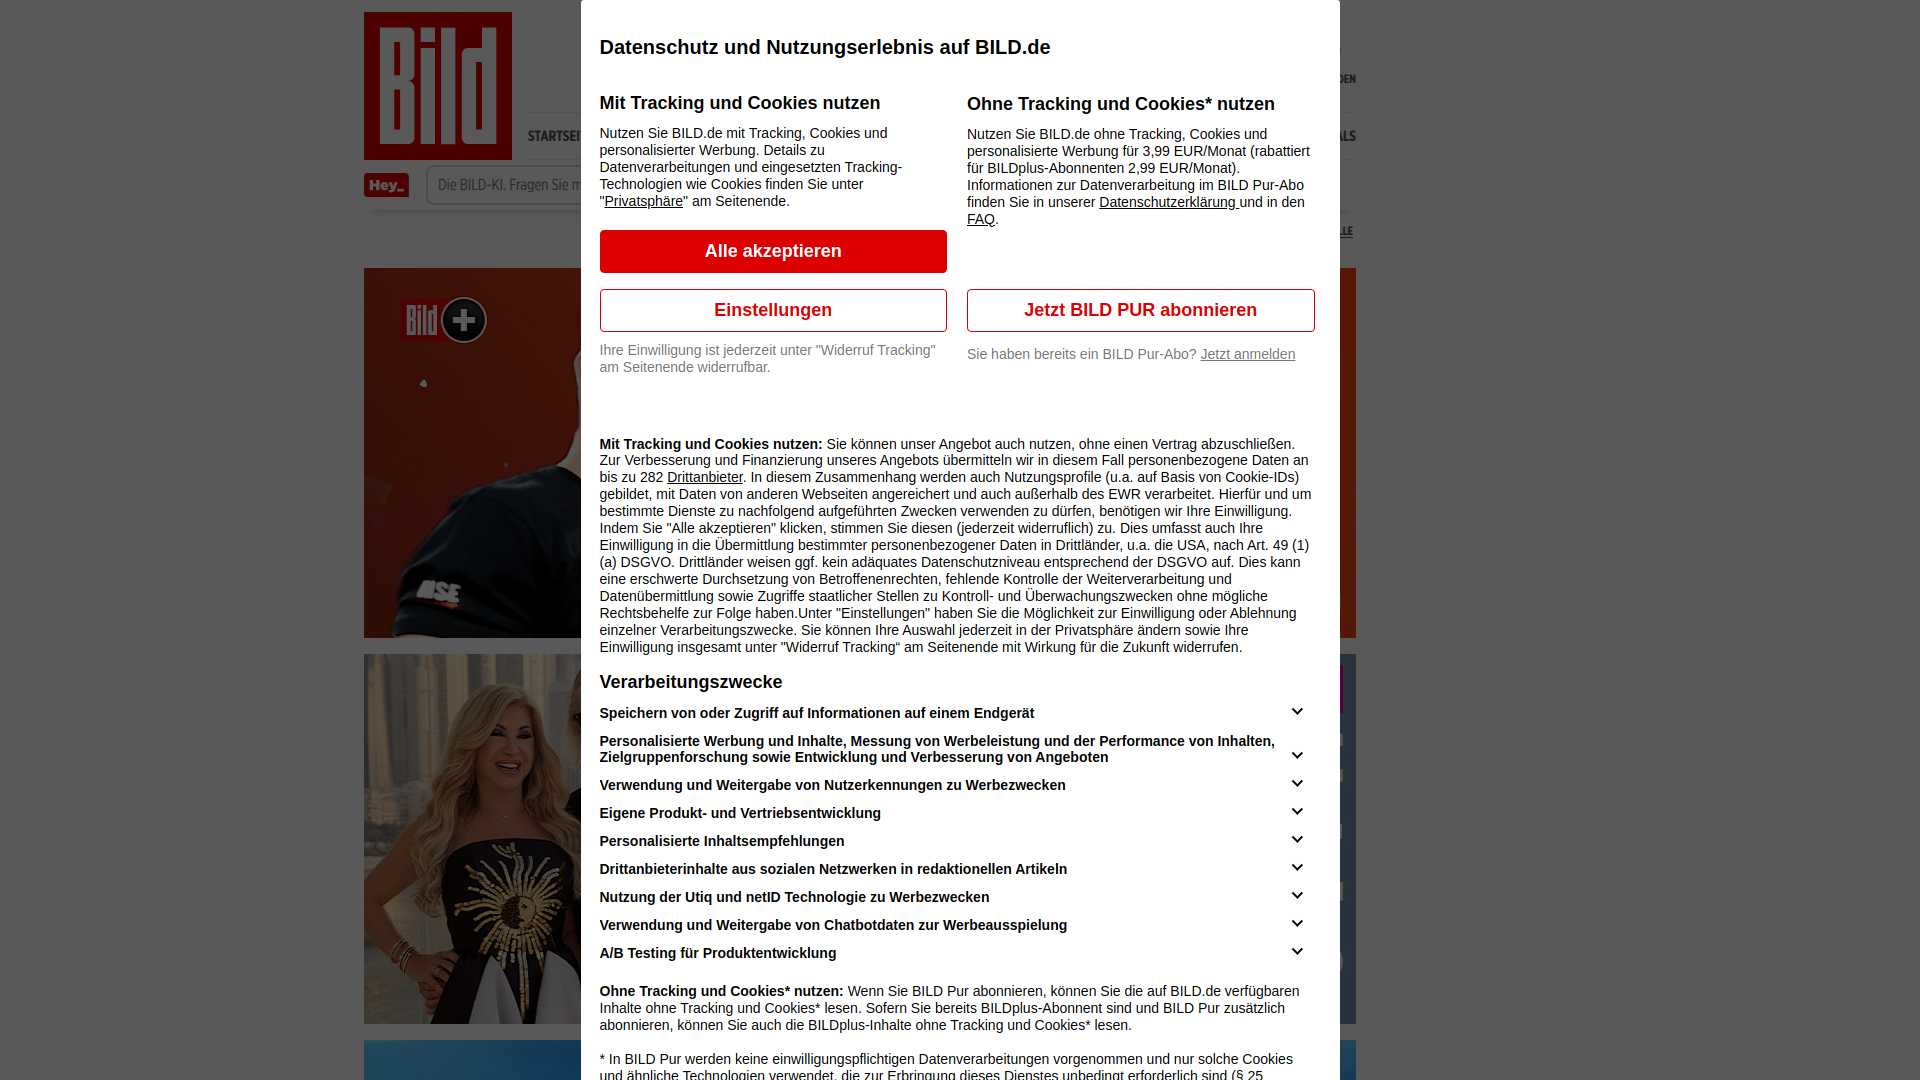 Bild
STARTSEI
Hey_
Die BILD-KI. Fragen Sie m
DEN
ALS
LLE
Bild
NSE
Datenschutz und Nutzungserlebnis auf BILD.de
Mit Tracking und Cookies nutzen
Nutzen Sie BILD.de mit Tracking, Cookies und
personalisierter Werbung. Details zu
Datenverarbeitungen und eingesetzten Tracking-
Technologien wie Cookies finden Sie unter
"Privatsphäre" am Seitenende.
Alle akzeptieren
Einstellungen
Ihre Einwilligung ist jederzeit unter "Widerruf Tracking"
am Seitenende widerrufbar.
Ohne Tracking und Cookies* nutzen
Nutzen Sie BILD.de ohne Tracking, Cookies und
personalisierte Werbung für 3,99 EUR/Monat (rabattiert
für BILDplus-Abonnenten 2,99 EUR/Monat).
Informationen zur Datenverarbeitung im BILD Pur-Abo
finden Sie in unserer Datenschutzerklärung und in den
FAQ.
Jetzt BILD PUR abonnieren
Sie haben bereits ein BILD Pur-Abo? Jetzt anmelden
Mit Tracking und Cookies nutzen: Sie können unser Angebot auch nutzen, ohne einen Vertrag abzuschließen.
Zur Verbesserung und Finanzierung unseres Angebots übermitteln wir in diesem Fall personenbezogene Daten an
bis zu 282 Drittanbieter. In diesem Zusammenhang werden auch Nutzungsprofile (u.a. auf Basis von Cookie-IDs)
gebildet, mit Daten von anderen Webseiten angereichert und auch außerhalb des EWR verarbeitet. Hierfür und um
bestimmte Dienste zu nachfolgend aufgeführten Zwecken verwenden zu dürfen, benötigen wir Ihre Einwilligung.
Indem Sie "Alle akzeptieren" klicken, stimmen Sie diesen (jederzeit widerruflich) zu. Dies umfasst auch Ihre
Einwilligung in die Übermittlung bestimmter personenbezogener Daten in Drittländer, u.a. die USA, nach Art. 49 (1)
(a) DSGVO. Drittländer weisen ggf. kein adäquates Datenschutzniveau entsprechend der DSGVO auf. Dies kann
eine erschwerte Durchsetzung von Betroffenenrechten, fehlende Kontrolle der Weiterverarbeitung und
Datenübermittlung sowie Zugriffe staatlicher Stellen zu Kontroll- und Überwachungszwecken ohne mögliche
Rechtsbehelfe zur Folge haben.Unter "Einstellungen" haben Sie die Möglichkeit zur Einwilligung oder Ablehnung
einzelner Verarbeitungszwecke. Sie können Ihre Auswahl jederzeit in der Privatsphäre ändern sowie Ihre
Einwilligung insgesamt unter "Widerruf Tracking“ am Seitenende mit Wirkung für die Zukunft widerrufen.
Verarbeitungszwecke
Speichern von oder Zugriff auf Informationen auf einem Endgerät
Personalisierte Werbung und Inhalte, Messung von Werbeleistung und der Performance von Inhalten,
Zielgruppenforschung sowie Entwicklung und Verbesserung von Angeboten
Verwendung und Weitergabe von Nutzerkennungen zu Werbezwecken
Eigene Produkt- und Vertriebsentwicklung
Personalisierte Inhaltsempfehlungen
Drittanbieterinhalte aus sozialen Netzwerken in redaktionellen Artikeln
Nutzung der Utiq und netID Technologie zu Werbezwecken
Verwendung und Weitergabe von Chatbotdaten zur Werbeausspielung
A/B Testing für Produktentwicklung
Ohne Tracking und Cookies* nutzen: Wenn Sie BILD Pur abonnieren, können Sie die auf BILD.de verfügbaren
Inhalte ohne Tracking und Cookies* lesen. Sofern Sie bereits BILDplus-Abonnent sind und BILD Pur zusätzlich
abonnieren, können Sie auch die BILDplus-Inhalte ohne Tracking und Cookies* lesen.
* In BILD Pur werden keine einwilligungspflichtigen Datenverarbeitungen vorgenommen und nur solche Cookies
und ähnliche Technologien verwendet, die zur Erbringung dieses Dienstes unbedingt erforderlich sind (§ 25